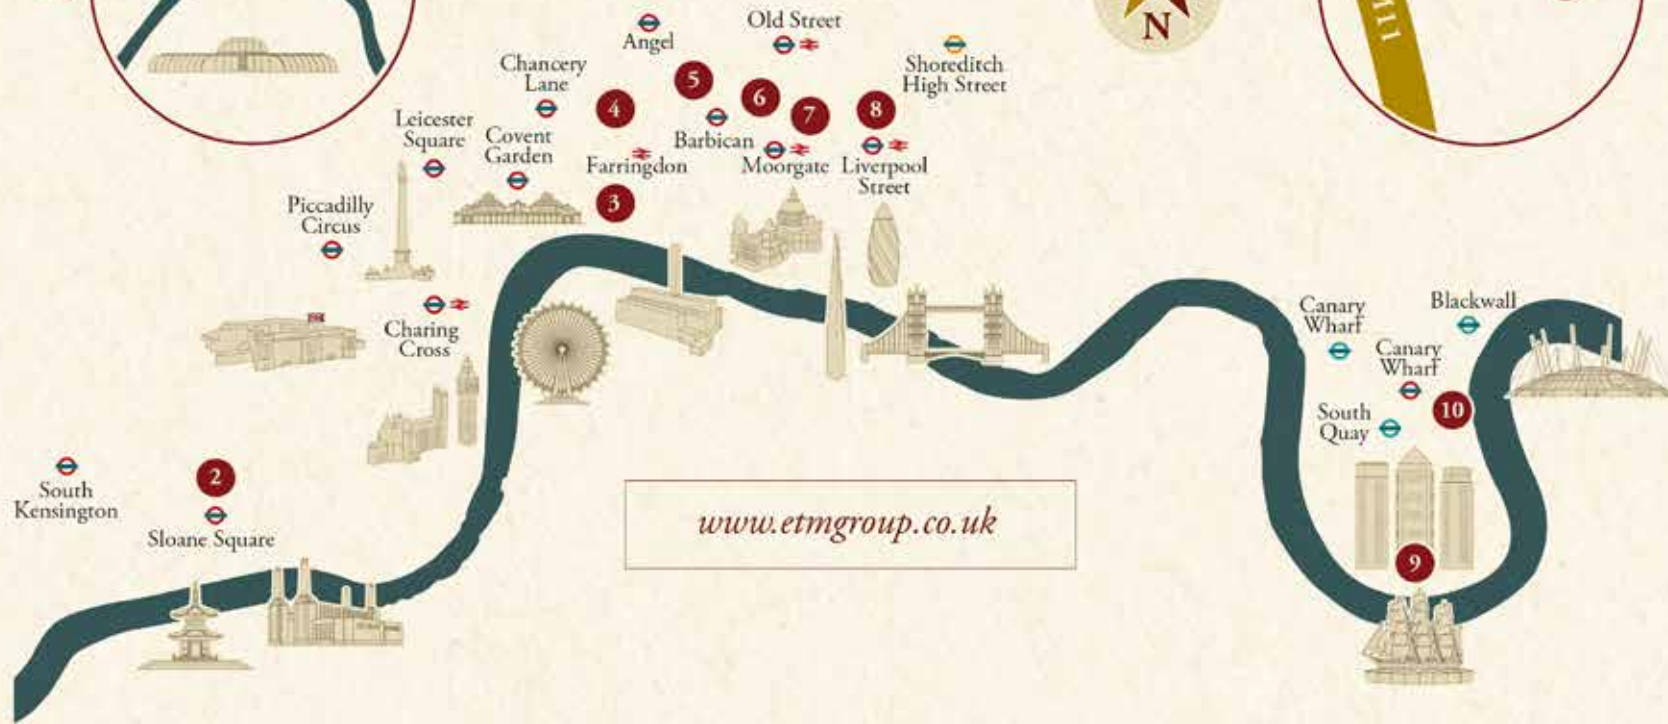 Angel
Old Street
N
M11
Chancery
Lane
Shoreditch
High Street
4
5
6
7
8
Leicester
Square
Covent
Garden
Barbican
Farringdon
Moorgate
Liverpool
Street
3
Piccadilly
Circus
Charing
Cross
Canary
Wharf
Blackwall
Canary
Wharf
10
South
Quay
2
South
Kensington
Sloane Square
www.etmgroup.co.uk
9